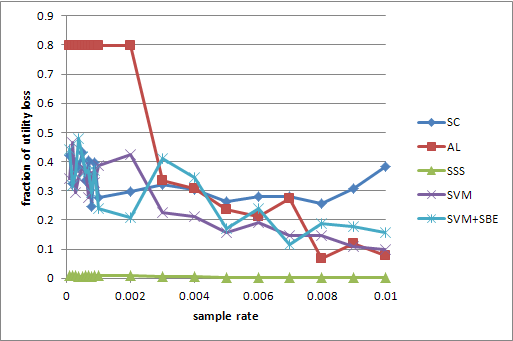 0.9
0.8
0.7
0.6
0.5
0.4
0.3
0.2
0.1
0
fraction of utility loss
0 0.002 0.004 0.006 0.008 0.01
sample rate
SC
AL
SSS
SVM
SVM+SBE